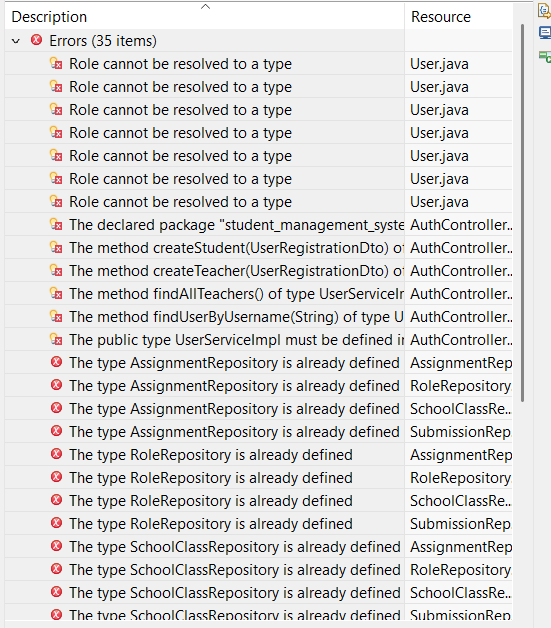 Description Resource
Errors (35 items)
Role cannot be resolved to a type User.java
Role cannot be resolved to a type User.java
Role cannot be resolved to a type User.java
Role cannot be resolved to a type User.java
Role cannot be resolved to a type User.java
Role cannot be resolved to a type User.java
Role cannot be resolved to a type User.java
The declared package "student_management_syste AuthController...
The method createStudent(UserRegistrationDto) of AuthController...
The method createTeacher(UserRegistrationDto) of AuthController...
The method findAllTeachers() of type UserServiceIm AuthController...
The method findUserByUsername(String) of type U AuthController...
The public type UserServiceImpl must be defined in AuthController...
The type AssignmentRepository is already defined AssignmentRep
The type AssignmentRepository is already defined RoleRepository.
The type AssignmentRepository is already defined SchoolClassRe...
The type AssignmentRepository is already defined SubmissionRep
The type RoleRepository is already defined AssignmentRep
The type RoleRepository is already defined RoleRepository.
The type RoleRepository is already defined SchoolClassRe...
The type RoleRepository is already defined SubmissionRep
The type SchoolClassRepository is already defined AssignmentRep
The type SchoolClassRepository is already defined RoleRepository.
The type SchoolClassRepository is already defined SchoolClassRe...
The type SchoolClassRepository is already defined SubmissionRep